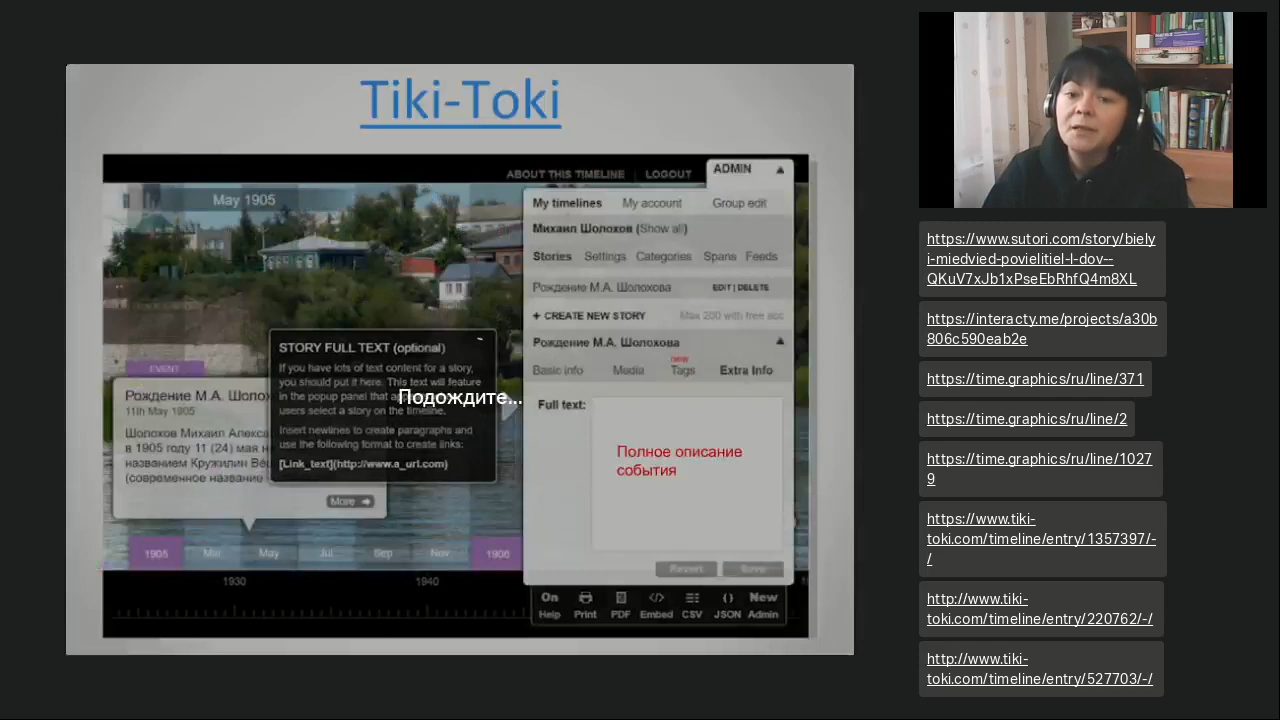 Tiki-Toki
ABOUT THIS TIMELINE
LOGOUT
ADMIN
May 1905
My timelines
My account
Group edit
Михаил Шолохов (Show all)
Stories
Settings
Categories
Spans
Feeds
Рождение М.А. Шолохова
EDIT | DELETE
+ CREATE NEW STORY
Max 200 with free acc
Рождение М.А. Шолохова
new
Basic info
Media
Tags
Extra Info
Full text:
Полное описание
события
Revert
Save
STORY FULL TEXT (optional)
If you have lots of text content for a story,
you should put it here. This text will feature
in the popup panel that
users select a story on the timeline.
Insert newlines to create paragraphs and
use the following format to create links:
[Link_text](http://www.a_url.com)
Подождите...
EVENT
Рождение М.А. Шолох
11th May 1905
Шолохов Михаил Алекса
в 1905 году 11 (24) мая н
названием Кружилин Вёш
(современное название
More
1905
Mar
May
Jul
Sep
Nov
1906
1930
1940
On
Help
Print
PDF
Embed
CSV
JSON
New
Admin
https://www.sutori.com/story/biely
i-miedvied-povielitiel-l-dov--
QKuV7xJb1xPseEbRhfQ4m8XL
https://interacty.me/projects/a30b
806c590eab2e
https://time.graphics/ru/line/371
https://time.graphics/ru/line/2
https://time.graphics/ru/line/1027
9
https://www.tiki-
toki.com/timeline/entry/1357397/-
/
http://www.tiki-
toki.com/timeline/entry/220762/-/
http://www.tiki-
toki.com/timeline/entry/527703/-/